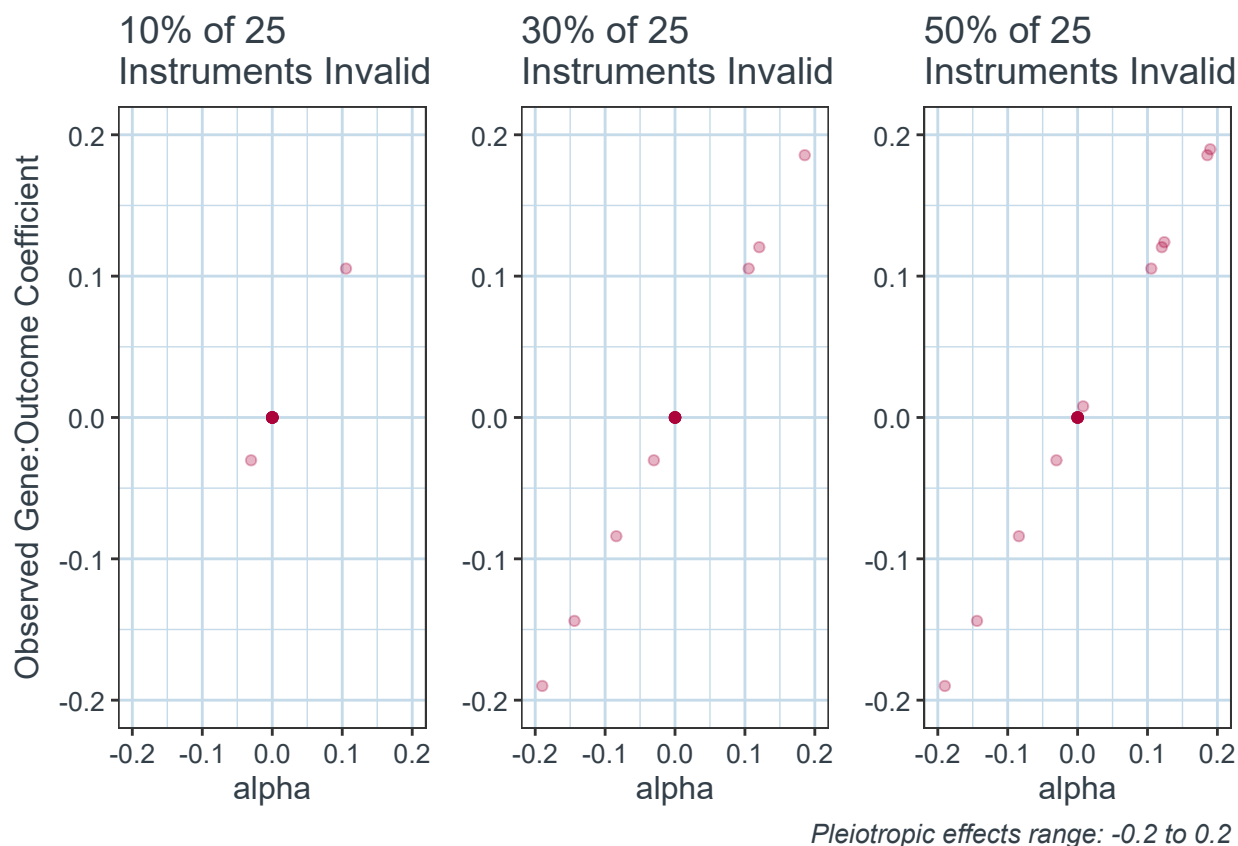 10% of 25
Instruments Invalid
30% of 25
Instruments Invalid
50% of 25
Instruments Invalid
Observed Gene:Outcome Coefficient
0.2
0.1
0.0
-0.1
-0.2
0.2
0.1
0.0
-0.1
-0.2
0.2
0.1
0.0
-0.1
-0.2
-0.2 -0.1 0.0 0.1 0.2
-0.2 -0.1 0.0 0.1 0.2
-0.2 -0.1 0.0 0.1 0.2
alpha
alpha
alpha
Pleiotropic effects range: -0.2 to 0.2